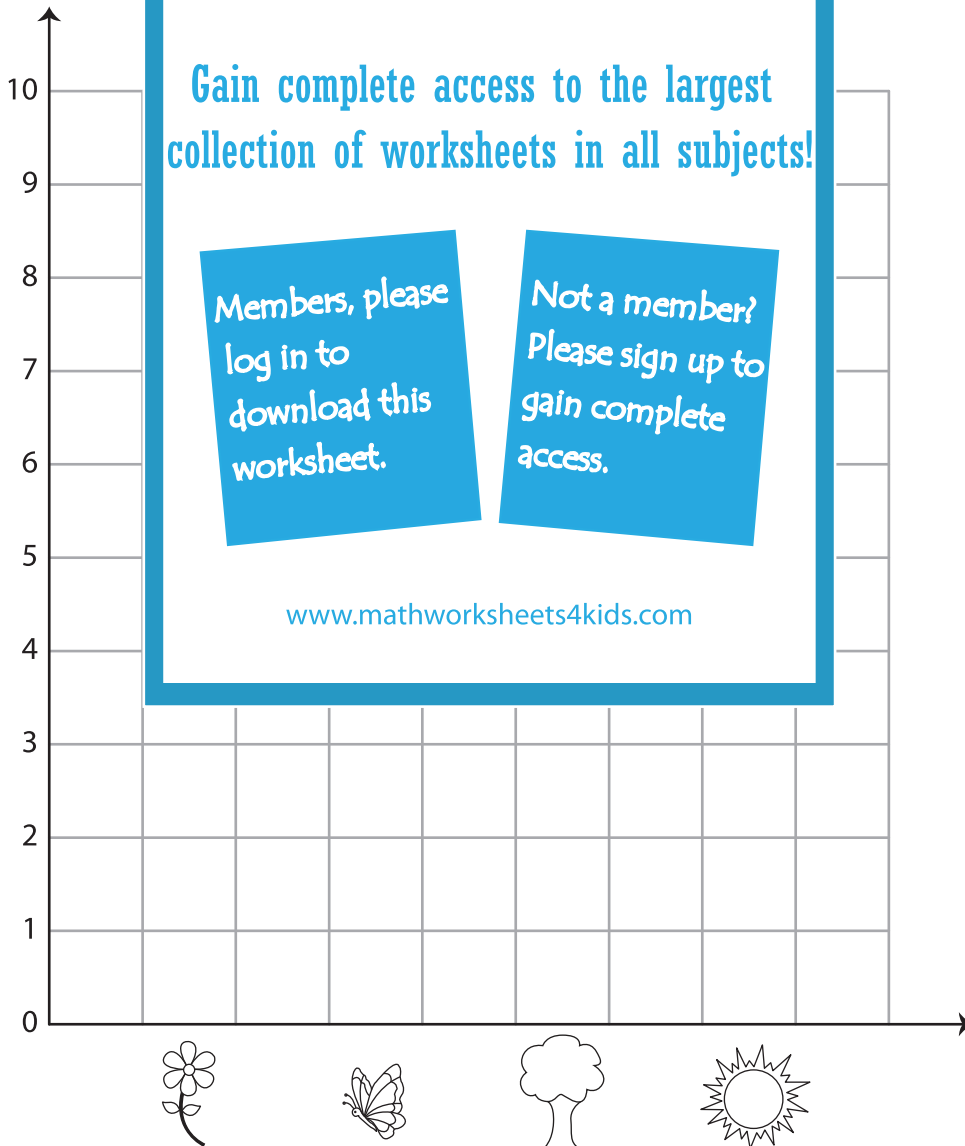 Gain complete access to the largest
collection of worksheets in all subjects!
Members, please
log in to
download this
worksheet.
Not a member?
Please sign up to
gain complete
access.
www.mathworksheets4kids.com
10
9
8
7
6
5
4
3
2
1
0